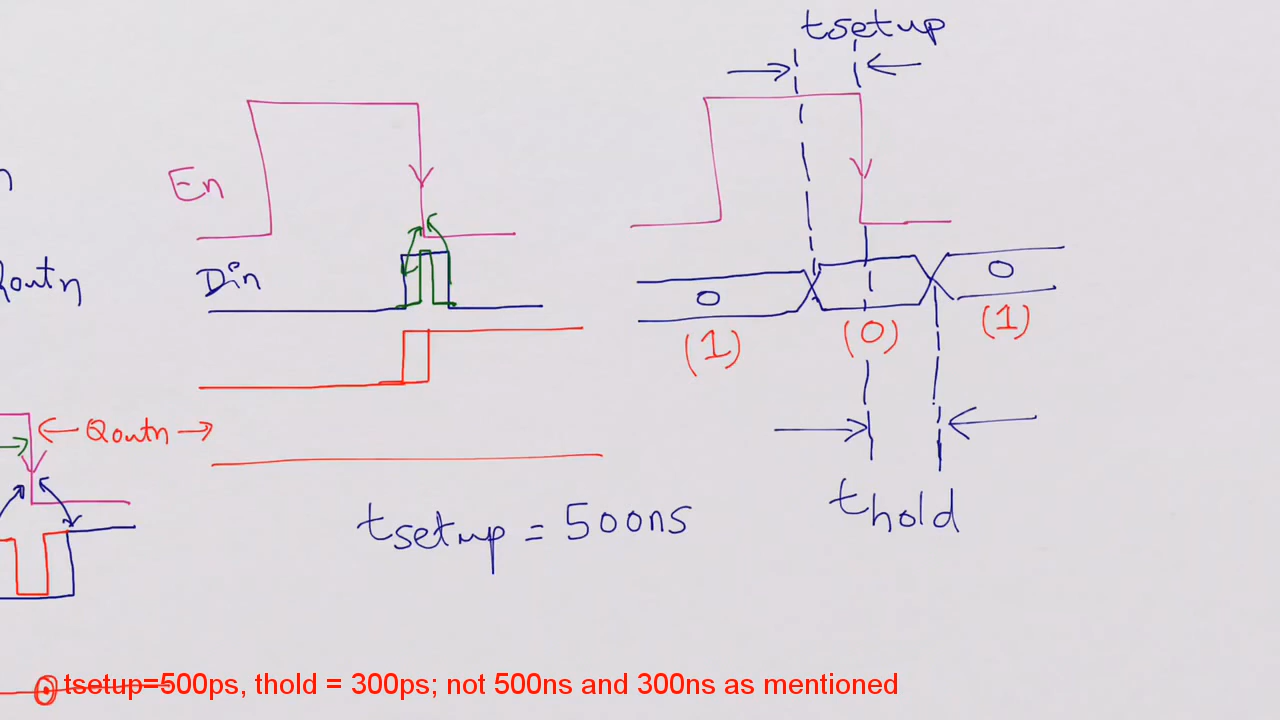 tsetup
n
En
Din
Qoutn
0
0
(1)
(0)
(1)
Qoutn
tsetup = 500ns
thold
tsetup=500ps, thold = 300ps; not 500ns and 300ns as mentioned